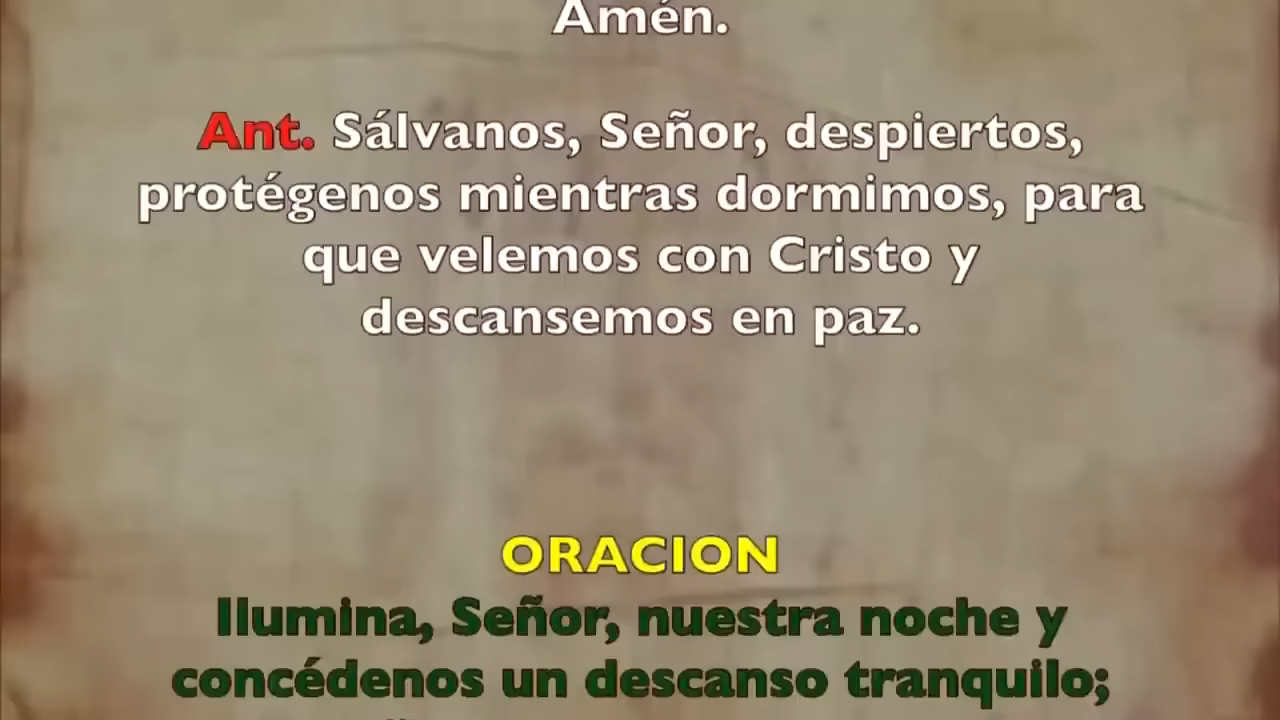 Amén.
Ant. Sálvanos, Señor, despiertos,
protégenos mientras dormimos, para
que velemos con Cristo y
descansemos en paz.
ORACION
Ilumina, Señor, nuestra noche y
concédenos un descanso tranquilo;